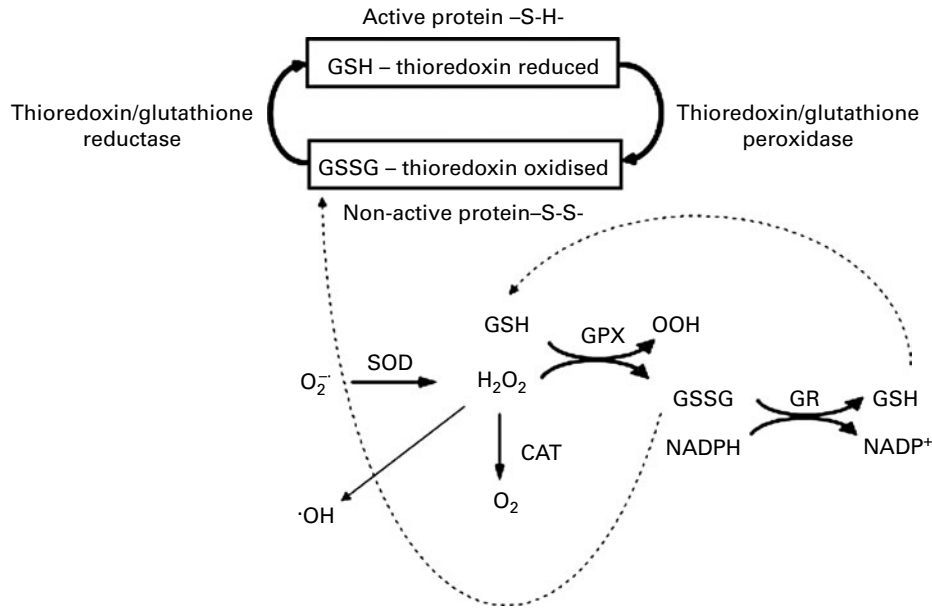 Active protein –S-H-
GSH – thioredoxin reduced
Thioredoxin/glutathione
reductase
Thioredoxin/glutathione
peroxidase
GSSG – thioredoxin oxidised
Non-active protein–S-S-
GSH
GPX
OOH
O₂⁻·
SOD
H₂O₂
GSSG
GR
GSH
NADPH
NADP⁺
CAT
O₂
·OH